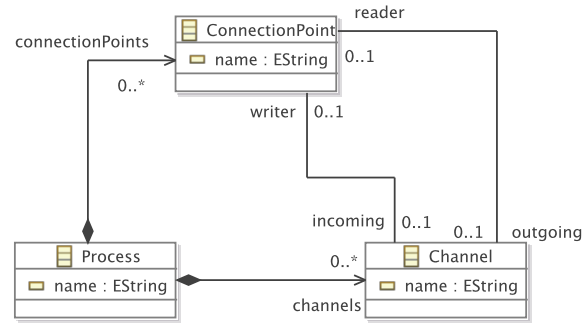 reader
ConnectionPoint
connectionPoints
name : EString
0..1
0..*
writer
0..1
incoming
0..1
0..1
outgoing
Process
0..*
Channel
name : EString
name : EString
channels